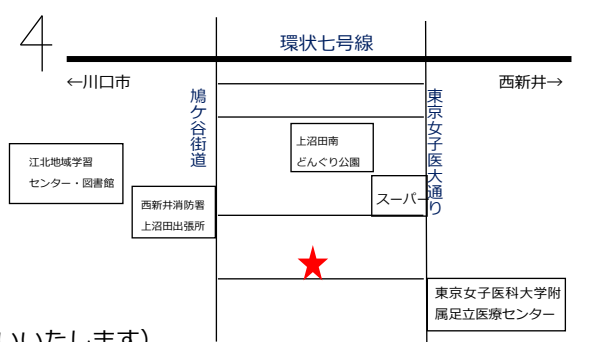 4
環状七号線
←川口市
西新井→
鳩ケ谷街道
東京女子医大通り
上沼田南
どんぐり公園
江北地域学習
センター・図書館
スーパー
西新井消防署
上沼田出張所
東京女子医科大学附
属足立医療センター
いいたします)